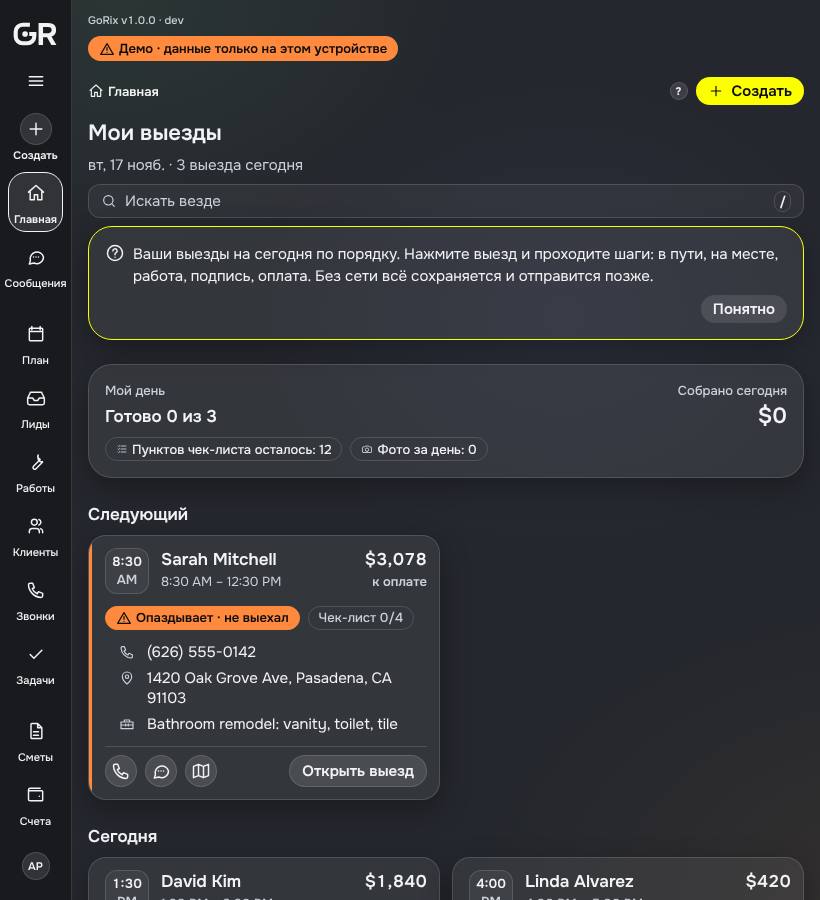 GR
GoRix v1.0.0 · dev
Демо · данные только на этом устройстве
Главная
?
Создать
Мои выезды
вт, 17 нояб. · 3 выезда сегодня
Искать везде
/
Ваши выезды на сегодня по порядку. Нажмите выезд и проходите шаги: в пути, на месте,
работа, подпись, оплата. Без сети всё сохраняется и отправится позже.
Понятно
Мой день
Собрано сегодня
Готово 0 из 3
$0
Пунктов чек-листа осталось: 12
Фото за день: 0
Следующий
8:30
AM
Sarah Mitchell
$3,078
8:30 AM – 12:30 PM
к оплате
Опаздывает · не выехал
Чек-лист 0/4
(626) 555-0142
1420 Oak Grove Ave, Pasadena, CA
91103
Bathroom remodel: vanity, toilet, tile
Открыть выезд
Сегодня
1:30
David Kim
$1,840
4:00
Linda Alvarez
$420
Создать
Главная
Сообщения
План
Лиды
Работы
Клиенты
Звонки
Задачи
Сметы
Счета
AP